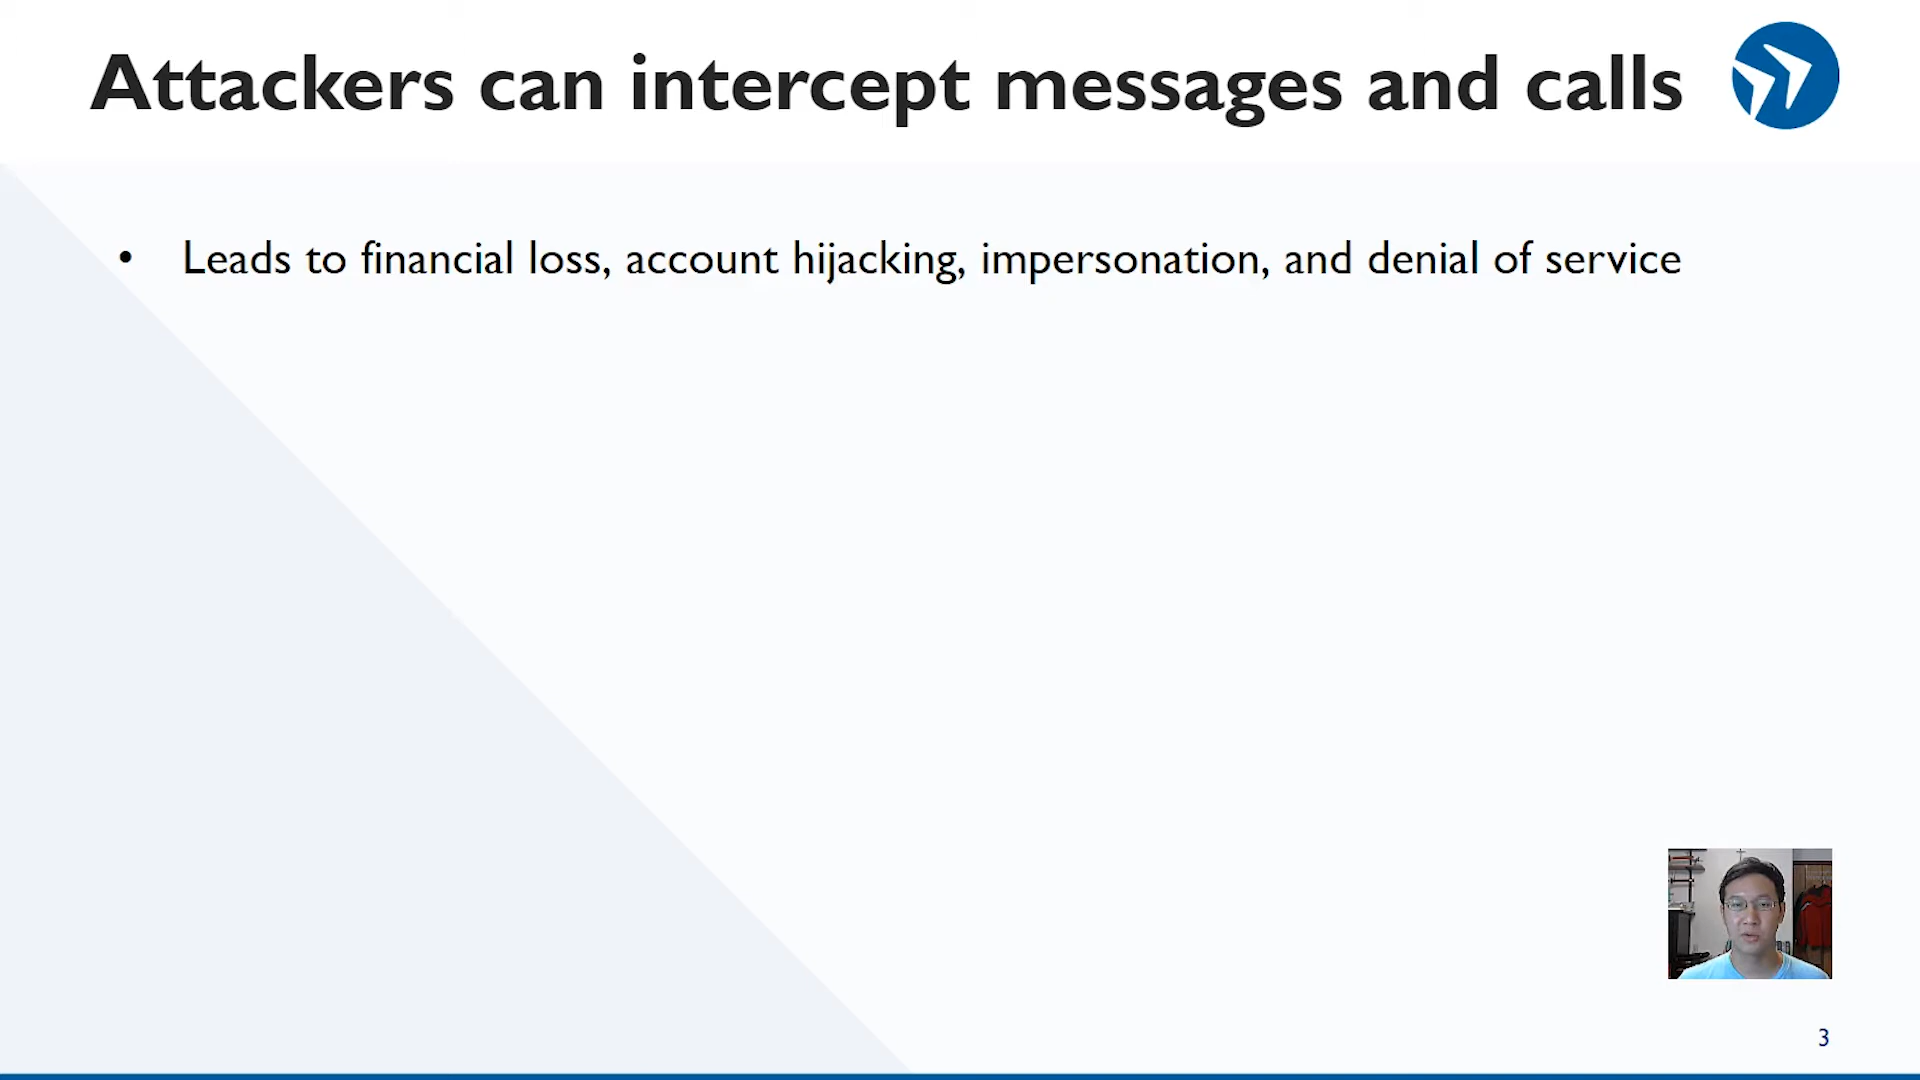 Attackers can intercept messages and calls
• Leads to financial loss, account hijacking, impersonation, and denial of service
3